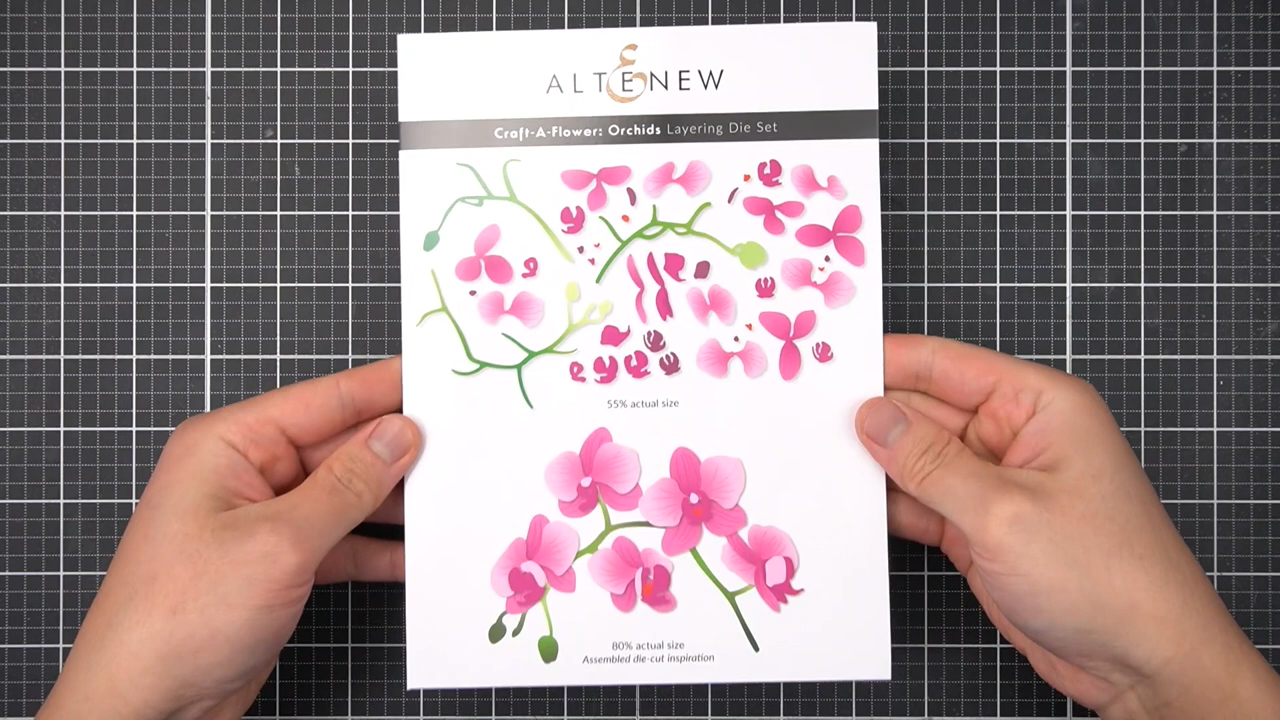 ALTENEW
Craft-A-Flower: Orchids Layering Die Set
55% actual size
80% actual size
Assembled die-cut inspiration